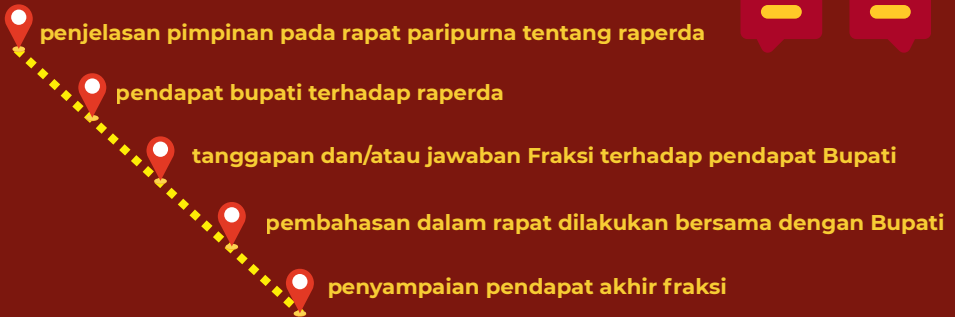 penjelasan pimpinan pada rapat paripurna tentang raperda
pendapat bupati terhadap raperda
tanggapan dan/atau jawaban Fraksi terhadap pendapat Bupati
pembahasan dalam rapat dilakukan bersama dengan Bupati
penyampaian pendapat akhir fraksi